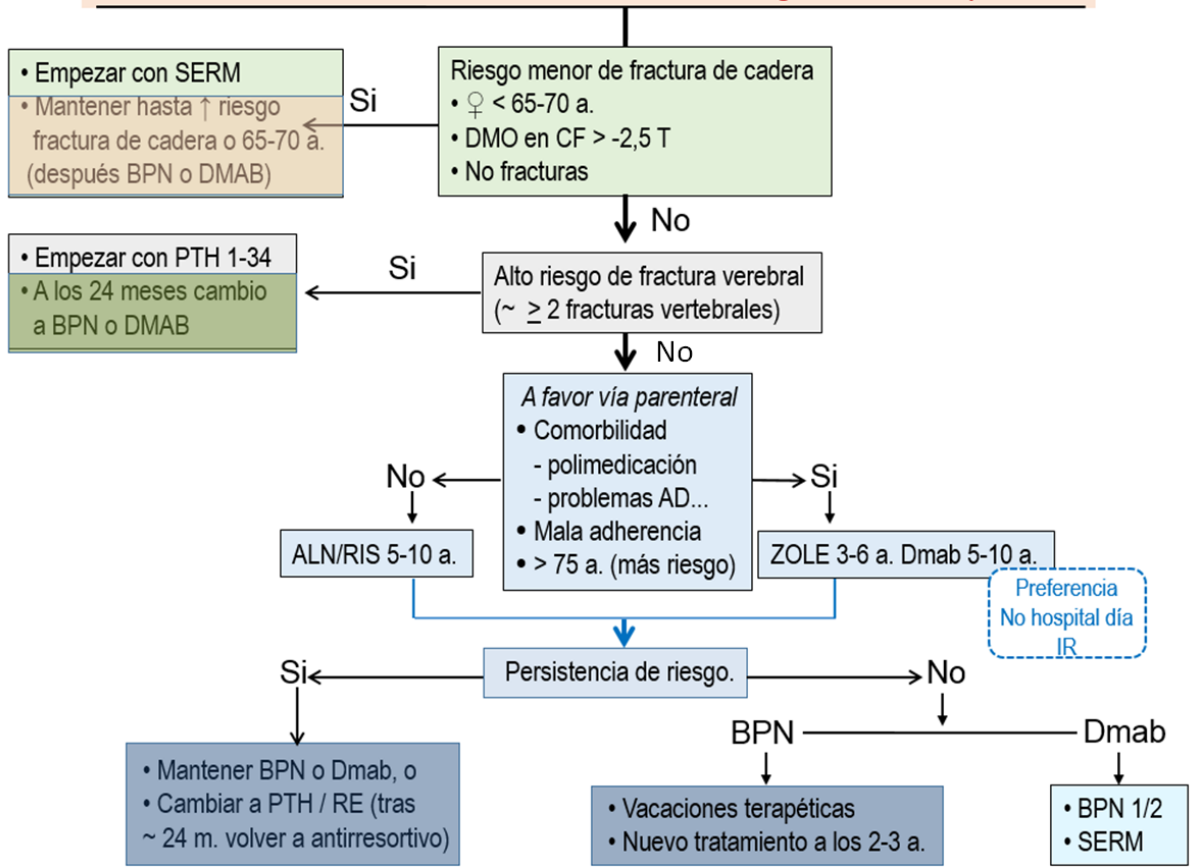 • Empezar con SERM
• Mantener hasta ↑ riesgo
fractura de cadera o 65-70 a.
(después BPN o DMAB)
Si
Riesgo menor de fractura de cadera
• ♀ < 65-70 a.
• DMO en CF > -2,5 T
• No fracturas
No
• Empezar con PTH 1-34
• A los 24 meses cambio
a BPN o DMAB
Si
Alto riesgo de fractura verebral
(~ ≥ 2 fracturas vertebrales)
No
A favor vía parenteral
• Comorbilidad
- polimedicación
- problemas AD...
• Mala adherencia
• > 75 a. (más riesgo)
No
Si
ALN/RIS 5-10 a.
ZOLE 3-6 a. Dmab 5-10 a.
Preferencia
No hospital día
IR
Persistencia de riesgo.
Si
No
BPN
Dmab
• Mantener BPN o Dmab, o
• Cambiar a PTH / RE (tras
~ 24 m. volver a antirresortivo)
• Vacaciones terapéticas
• Nuevo tratamiento a los 2-3 a.
• BPN 1/2
• SERM